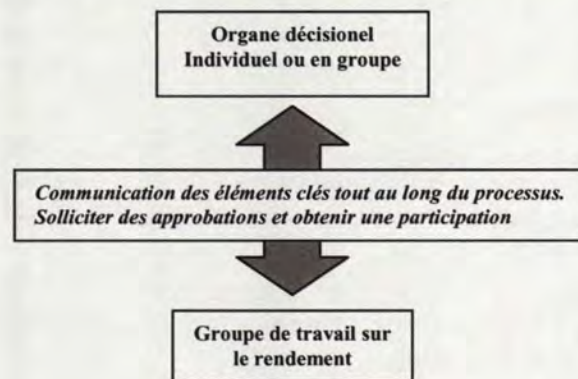 Organe décisionel
Individuel ou en groupe
Communication des éléments clés tout au long du processus.
Solliciter des approbations et obtenir une participation
Groupe de travail sur
le rendement